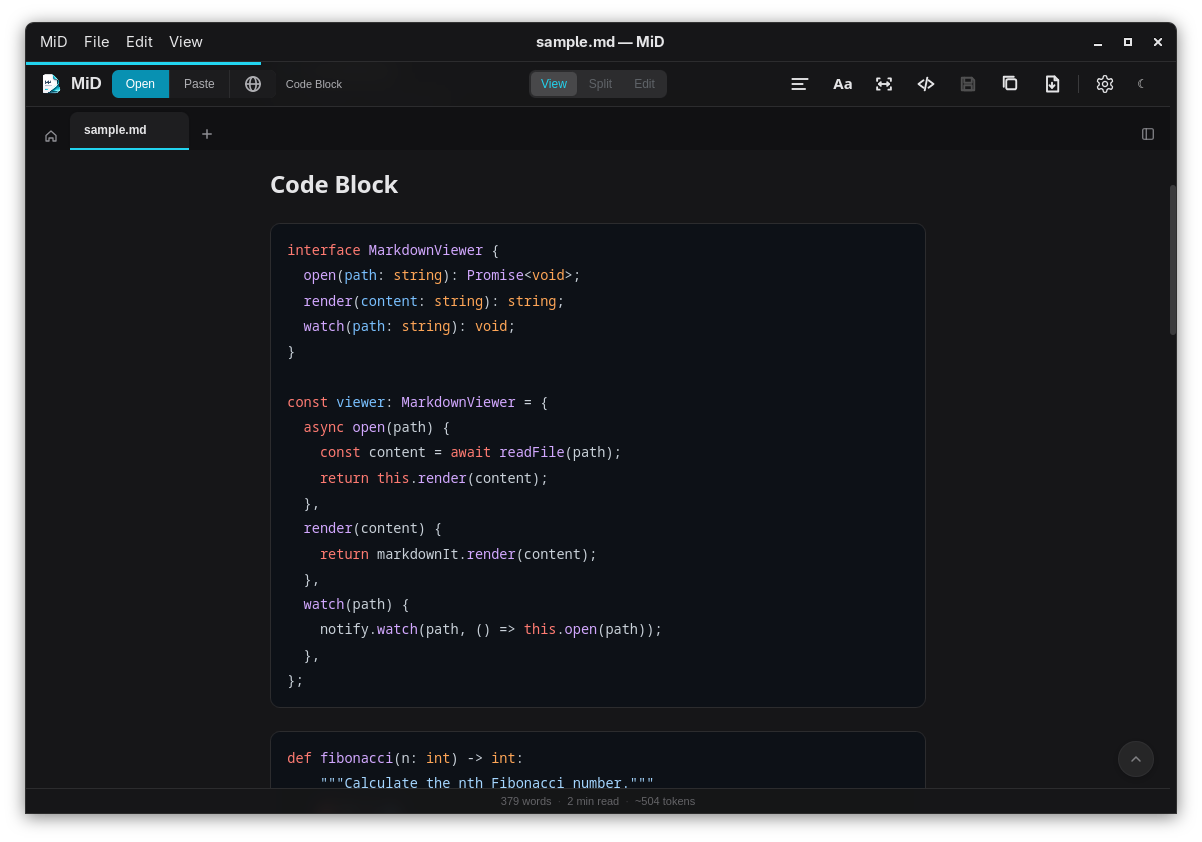 MiD File Edit View sample.md — MiD
MiD Open Paste Code Block View Split Edit Aa
sample.md
Code Block
interface MarkdownViewer {
  open(path: string): Promise<void>;
  render(content: string): string;
  watch(path: string): void;
}
const viewer: MarkdownViewer = {
  async open(path) {
    const content = await readFile(path);
    return this.render(content);
  },
  render(content) {
    return markdownIt.render(content);
  },
  watch(path) {
    notify.watch(path, () => this.open(path));
  },
};
def fibonacci(n: int) -> int:
    """Calculate the nth Fibonacci number."""
379 words · 2 min read · ~504 tokens